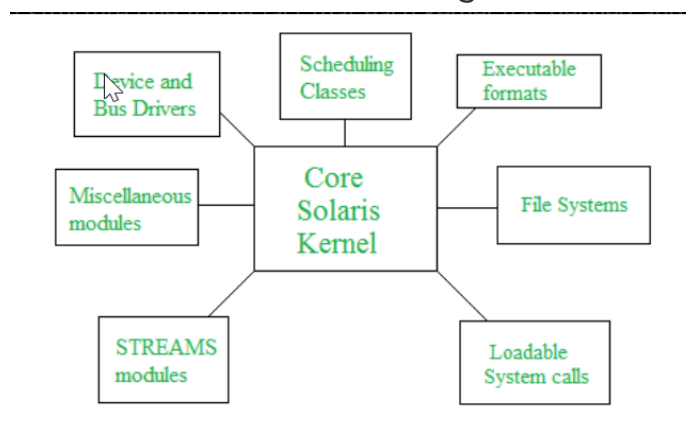 Scheduling
Classes
Device and
Bus Drivers
Executable
formats
Core
Solaris
Kernel
Miscellaneous
modules
File Systems
STREAMS
modules
Loadable
System calls